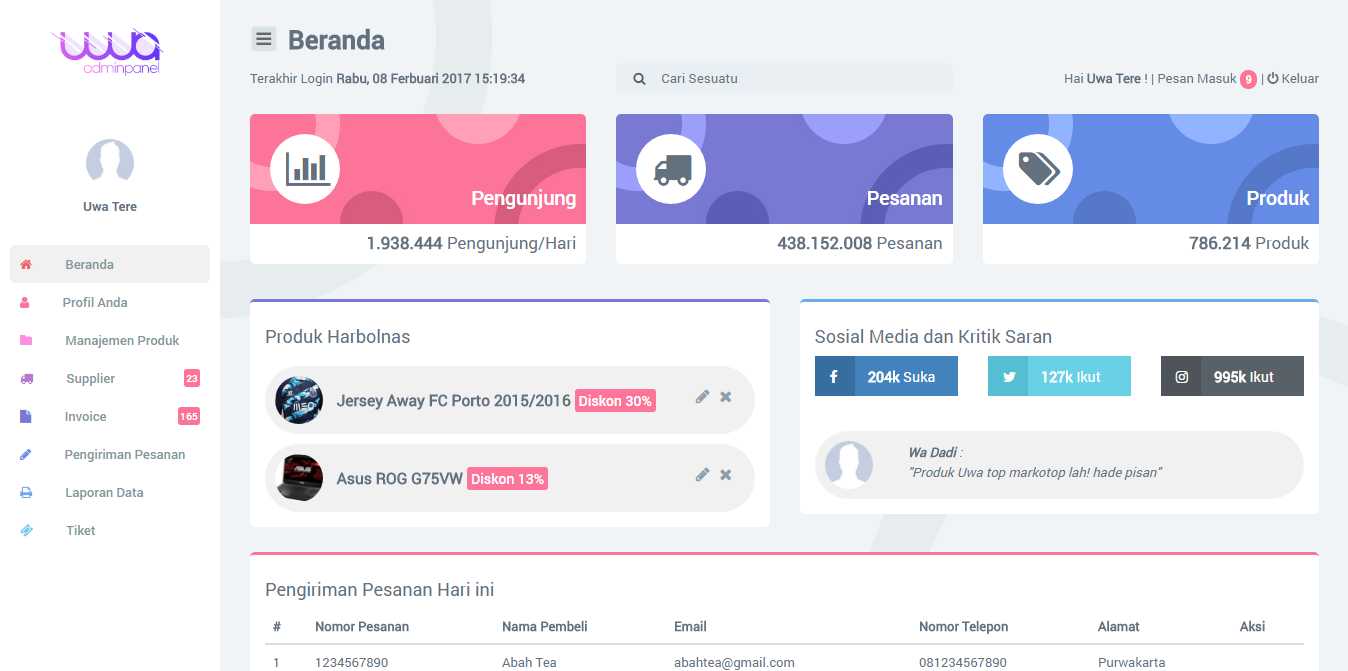 uwa
adminpanel
Uwa Tere
Beranda
Profil Anda
Manajemen Produk
Supplier 23
Invoice 165
Pengiriman Pesanan
Laporan Data
Tiket
Beranda
Terakhir Login Rabu, 08 Ferbuari 2017 15:19:34
Cari Sesuatu
Hai Uwa Tere ! | Pesan Masuk 9 | Keluar
Pengunjung
1.938.444 Pengunjung/Hari
Pesanan
438.152.008 Pesanan
Produk
786.214 Produk
Produk Harbolnas
Jersey Away FC Porto 2015/2016 Diskon 30%
Asus ROG G75VW Diskon 13%
Sosial Media dan Kritik Saran
204k Suka
127k Ikut
995k Ikut
Wa Dadi :
"Produk Uwa top markotop lah! hade pisan"
Pengiriman Pesanan Hari ini
# Nomor Pesanan Nama Pembeli Email Nomor Telepon Alamat Aksi
1 1234567890 Abah Tea abahtea@gmail.com 081234567890 Purwakarta